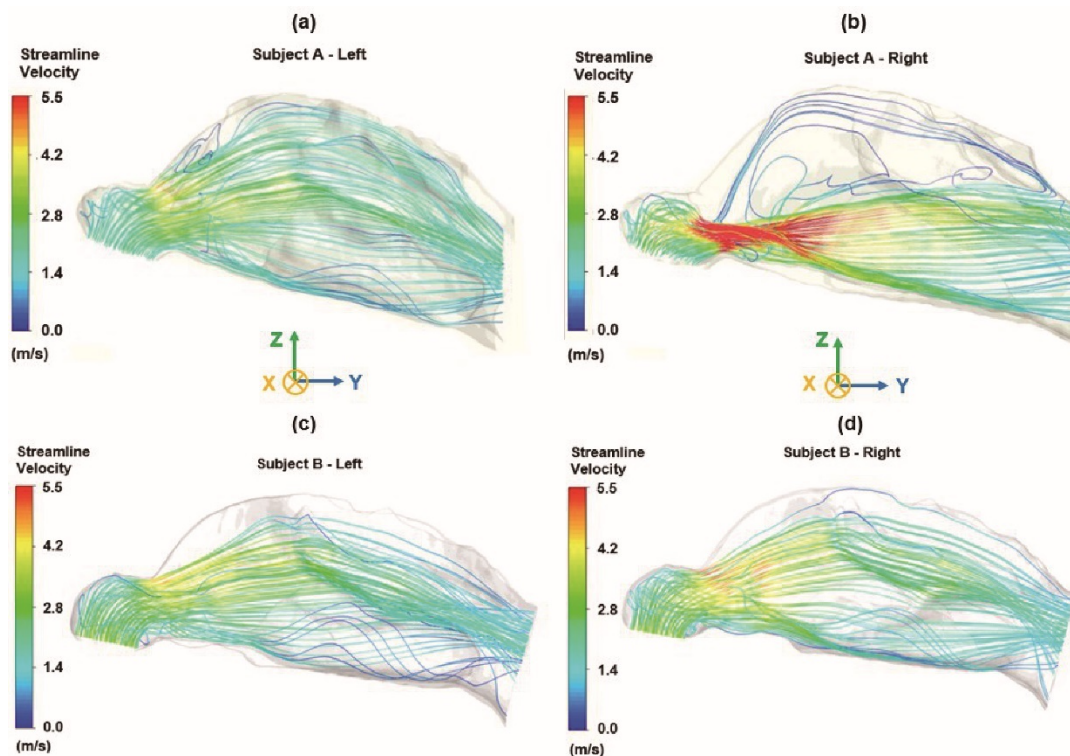 (a)
Streamline
Velocity
Subject A - Left
5.5
4.2
2.8
1.4
0.0
(m/s)
(b)
Streamline
Velocity
Subject A - Right
5.5
4.2
2.8
1.4
0.0
(m/s)
Z
X
Y
Z
X
Y
(c)
Streamline
Velocity
Subject B - Left
5.5
4.2
2.8
1.4
0.0
(m/s)
(d)
Streamline
Velocity
Subject B - Right
5.5
4.2
2.8
1.4
0.0
(m/s)